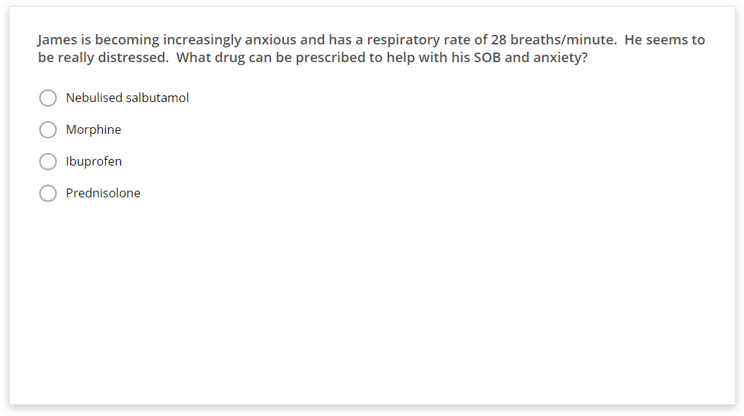 James is becoming increasingly anxious and has a respiratory rate of 28 breaths/minute.  He seems to
be really distressed.  What drug can be prescribed to help with his SOB and anxiety?
Nebulised salbutamol
Morphine
Ibuprofen
Prednisolone